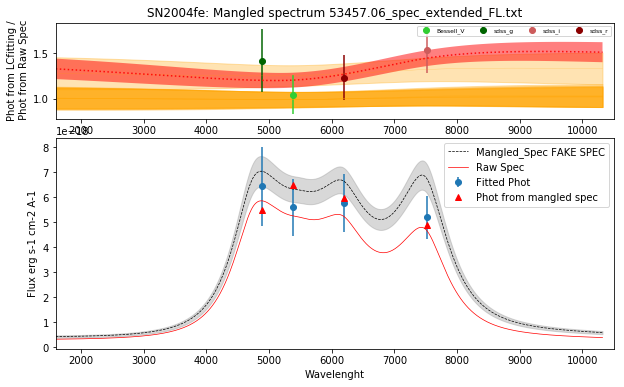 SN2004fe: Mangled spectrum 53457.06_spec_extended_FL.txt
Phot from LCfitting /
Phot from Raw Spec
1.5
1.0
Bessell_V
sdss_g
sdss_i
sdss_r
2000 3000 4000 5000 6000 7000 8000 9000 10000
Flux erg s-1 cm-2 A-1
8
7
6
5
4
3
2
1
0
Mangled_Spec FAKE SPEC
Raw Spec
Fitted Phot
Phot from mangled spec
2000 3000 4000 5000 6000 7000 8000 9000 10000
Wavelenght